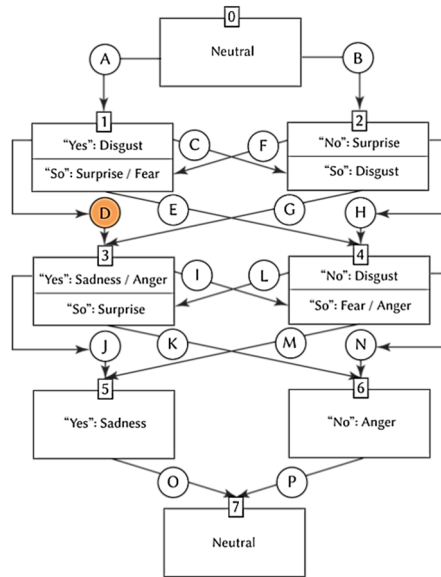 0
Neutral
A
B
1
2
"Yes": Disgust
C
F
"No": Surprise
"So": Surprise / Fear
"So": Disgust
D
E
G
H
3
4
"Yes": Sadness / Anger
I
L
"No": Disgust
"So": Surprise
"So": Fear / Anger
J
K
M
N
5
6
"Yes": Sadness
"No": Anger
O
P
7
Neutral